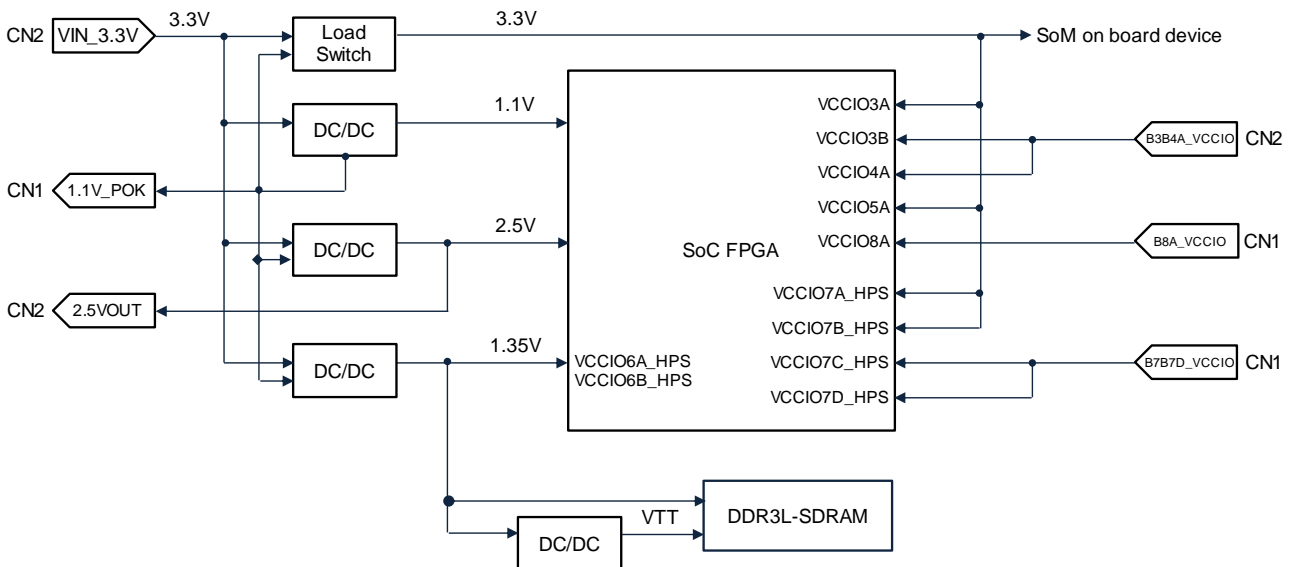 CN2
VIN_3.3V
3.3V
Load
Switch
3.3V
SoM on board device
DC/DC
1.1V
CN1
1.1V_POK
DC/DC
2.5V
CN2
2.5VOUT
DC/DC
1.35V
VCCIO6A_HPS
VCCIO6B_HPS
SoC FPGA
VCCIO3A
VCCIO3B
VCCIO4A
VCCIO5A
VCCIO8A
VCCIO7A_HPS
VCCIO7B_HPS
VCCIO7C_HPS
VCCIO7D_HPS
B3B4A_VCCIO
CN2
B8A_VCCIO
CN1
B7B7D_VCCIO
CN1
DC/DC
VTT
DDR3L-SDRAM